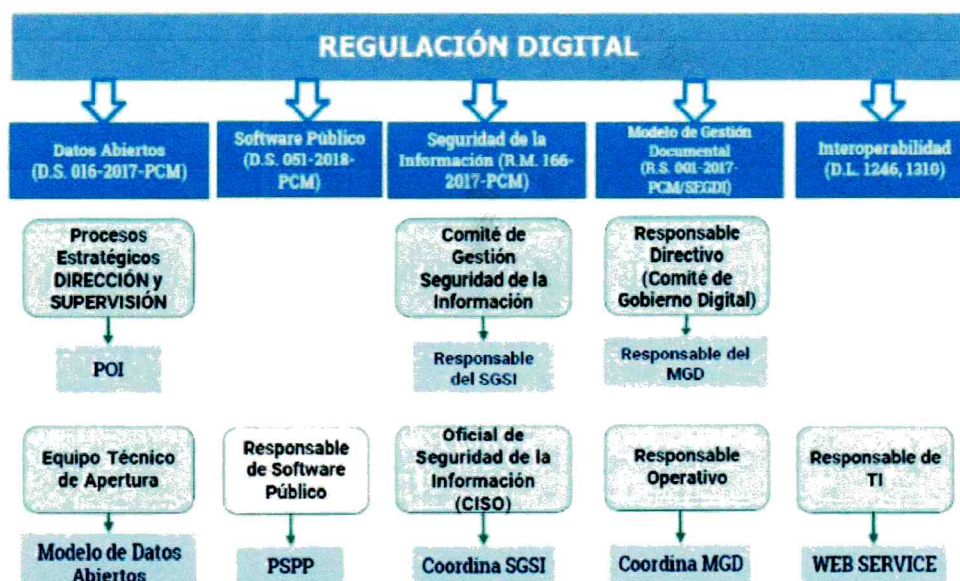 REGULACIÓN DIGITAL
Datos Abiertos
(D.S. 016-2017-PCM)
Software Público
(D.S. 051-2018-
PCM)
Seguridad de la
Información (R.M. 166-
2017-PCM)
Modelo de Gestión
Documental
(R.S. 001-2017-
PCM/SEGDI)
Interoperabilidad
(D.L. 1246, 1310)
Procesos
Estratégicos
DIRECCIÓN y
SUPERVISIÓN
POI
Comité de
Gestión
Seguridad de la
Información
Responsable
del SGSI
Responsable
Directivo
(Comité de
Gobierno Digital)
Responsable del
MGD
Equipo Técnico
de Apertura
Modelo de Datos
Abiertos
Responsable
de Software
Público
PSPP
Oficial de
Seguridad de la
Información
(CISO)
Coordina SGSI
Responsable
Operativo
Coordina MGD
Responsable de
TI
WEB SERVICE